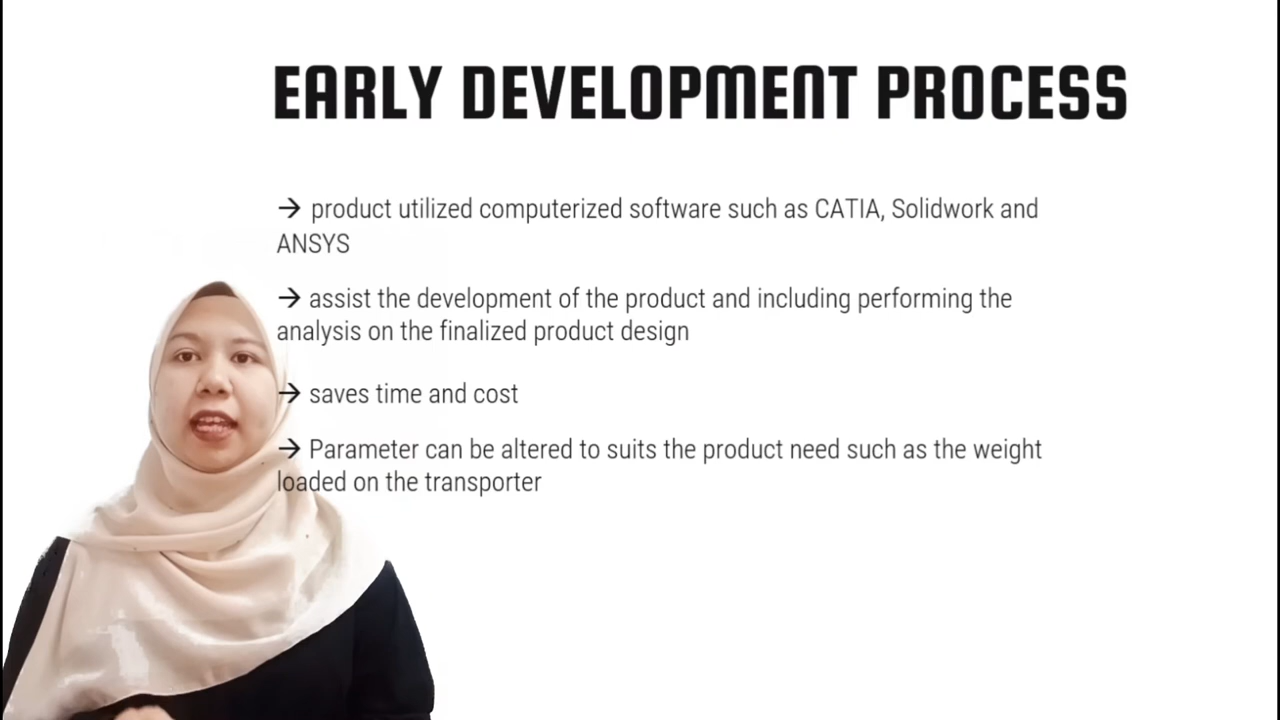 EARLY DEVELOPMENT PROCESS
→ product utilized computerized software such as CATIA, Solidwork and
ANSYS
→ assist the development of the product and including performing the
analysis on the finalized product design
→ saves time and cost
→ Parameter can be altered to suits the product need such as the weight
loaded on the transporter